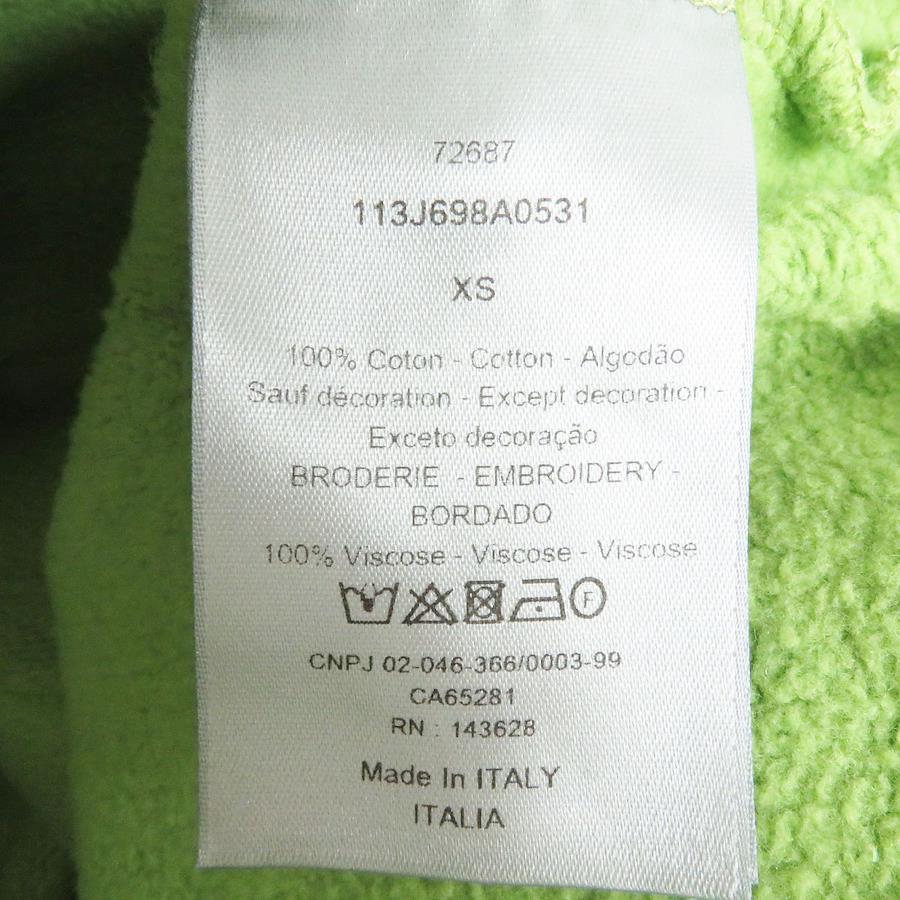 72687
113J698A0531
XS
100% Coton - Cotton - Algodão
Sauf décoration - Except decoration -
Exceto decoração
BRODERIE - EMBROIDERY -
BORDADO
100% Viscose - Viscose - Viscose
F
CNPJ 02-046-366/0003-99
CA65281
RN : 143628
Made In ITALY
ITALIA